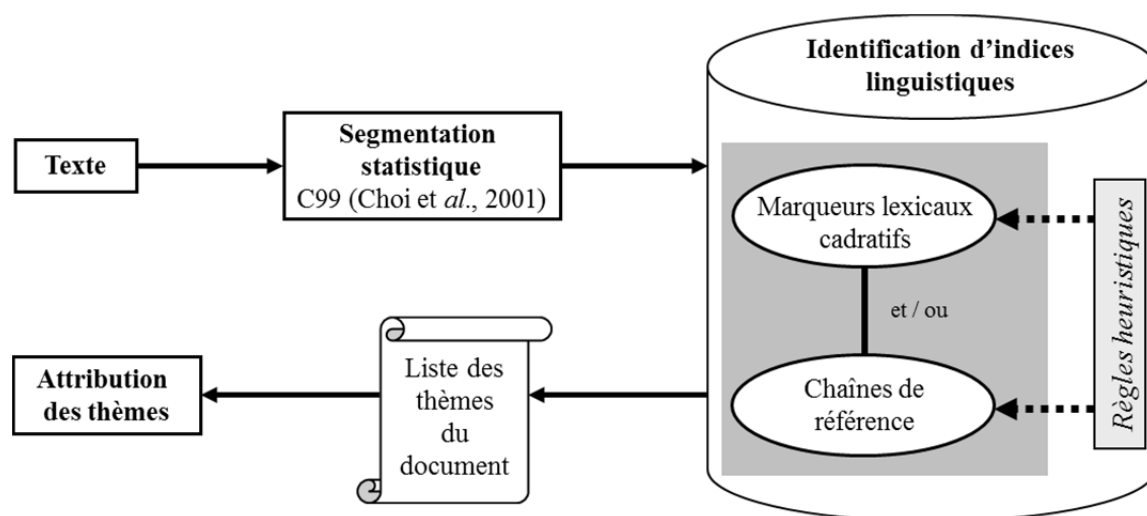 Texte
Segmentation
statistique
C99 (Choi et al., 2001)
Identification d’indices
linguistiques
Marqueurs lexicaux
cadratifs
et / ou
Chaînes de
référence
Règles heuristiques
Liste des
thèmes
du
document
Attribution
des thèmes